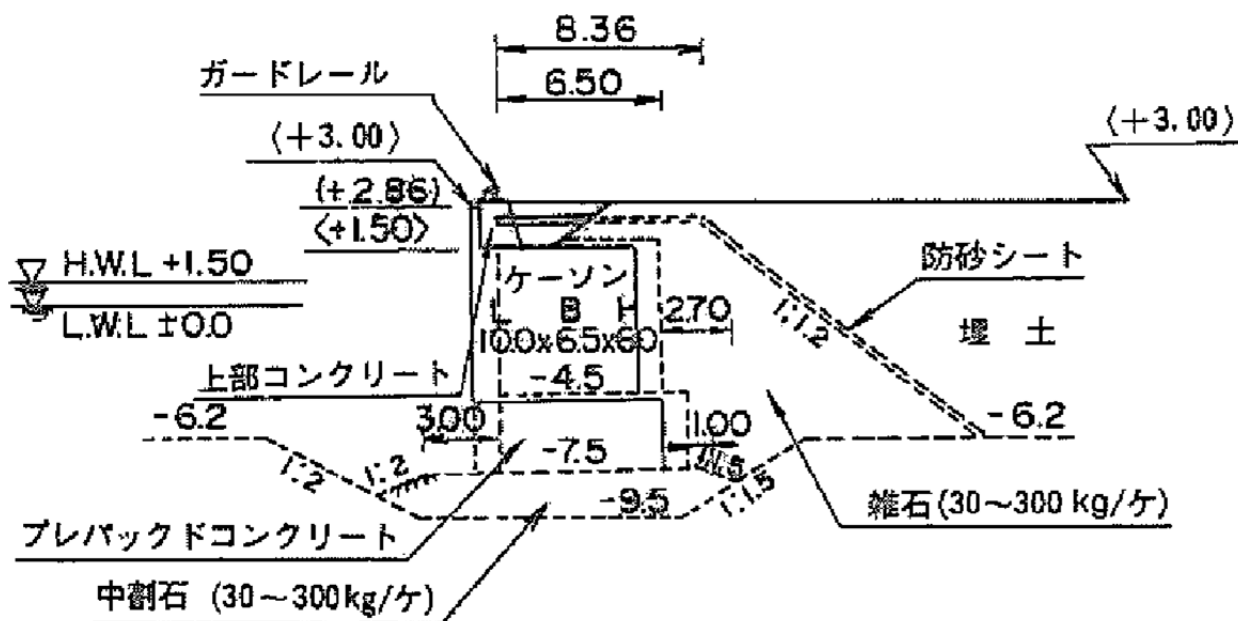 8.36
ガードレール
6.50
〈+3.00〉
〈+3.00〉
(+2.86)
〈+1.50〉
H.W.L +1.50
L.W.L ±0.0
ケーソン
防砂シート
L B H
2.70
1:1.2
埋 土
10.0x6.5x6.0
上部コンクリート
-4.5
-6.2
3.00
1.00
-6.2
1:2
1:2
-7.5
1:1.5
-9.5
1:1.5
雑石(30〜300 kg/ケ)
プレパックドコンクリート
中割石 (30〜300kg/ケ)